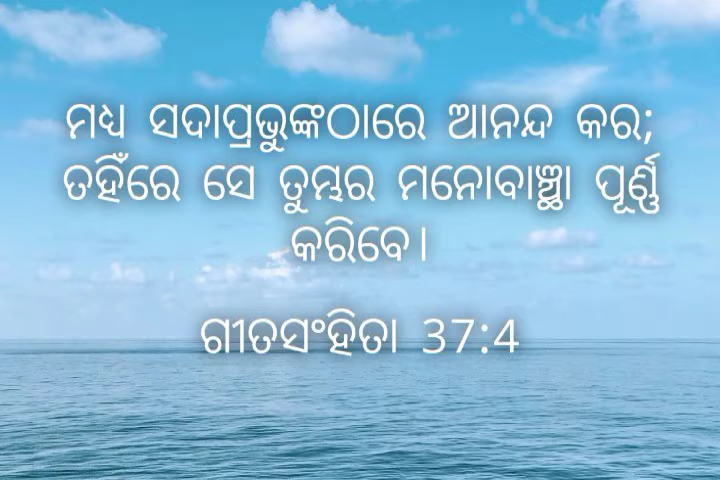 ମଧ୍ୟ ସଦାପ୍ରଭୁଙ୍କଠାରେ ଆନନ୍ଦ କର;
ତହିଁରେ ସେ ତୁମ୍ଭର ମନୋବାଞ୍ଛା ପୂର୍ଣ୍ଣ
କରିବେ।
ଗୀତସଂହିତା 37:4